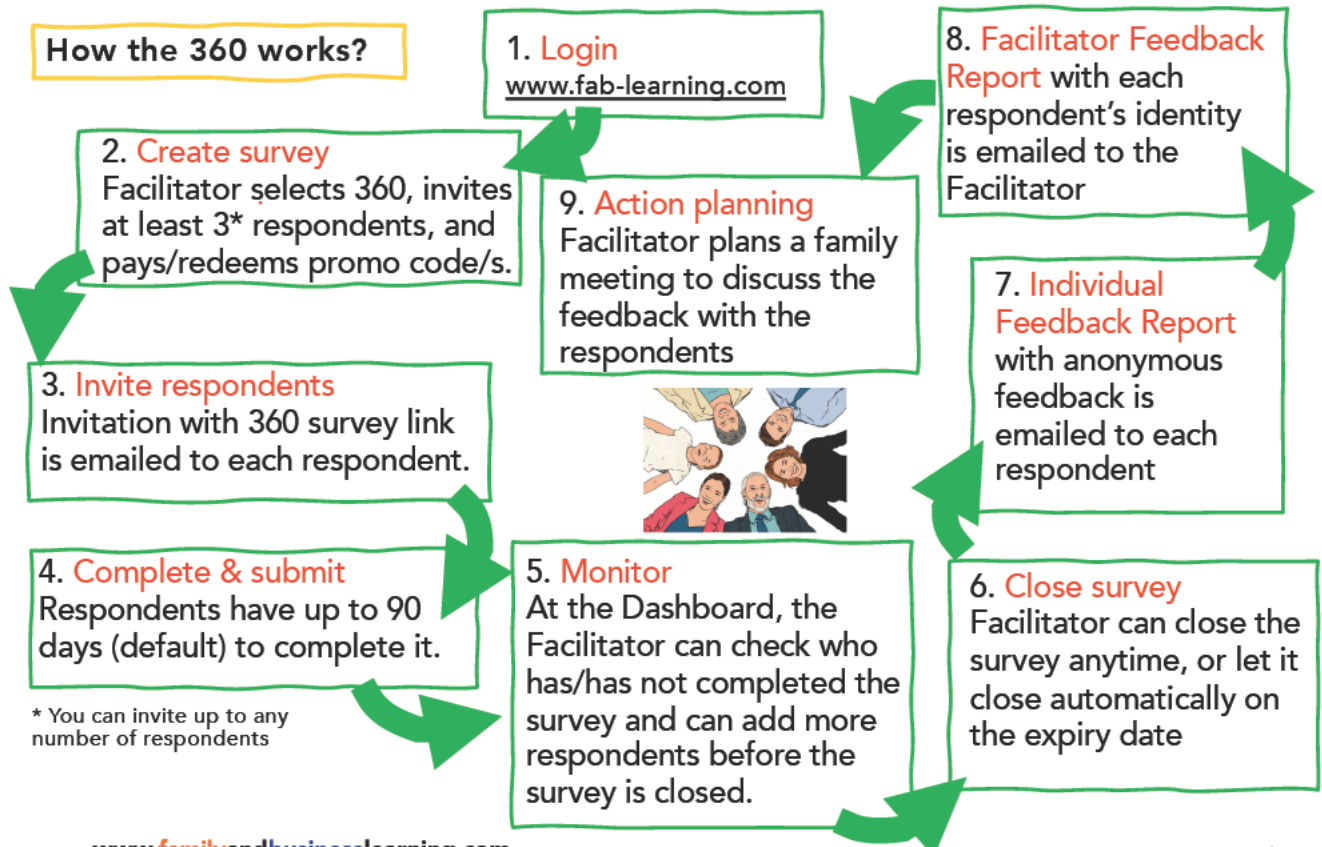 How the 360 works?
1. Login
www.fab-learning.com
2. Create survey
Facilitator selects 360, invites
at least 3* respondents, and
pays/redeems promo code/s.
3. Invite respondents
Invitation with 360 survey link
is emailed to each respondent.
4. Complete & submit
Respondents have up to 90
days (default) to complete it.
* You can invite up to any
number of respondents
5. Monitor
At the Dashboard, the
Facilitator can check who
has/has not completed the
survey and can add more
respondents before the
survey is closed.
6. Close survey
Facilitator can close the
survey anytime, or let it
close automatically on
the expiry date
7. Individual
Feedback Report
with anonymous
feedback is
emailed to each
respondent
8. Facilitator Feedback
Report with each
respondent's identity
is emailed to the
Facilitator
9. Action planning
Facilitator plans a family
meeting to discuss the
feedback with the
respondents
www.familyandbusinesslearning.com